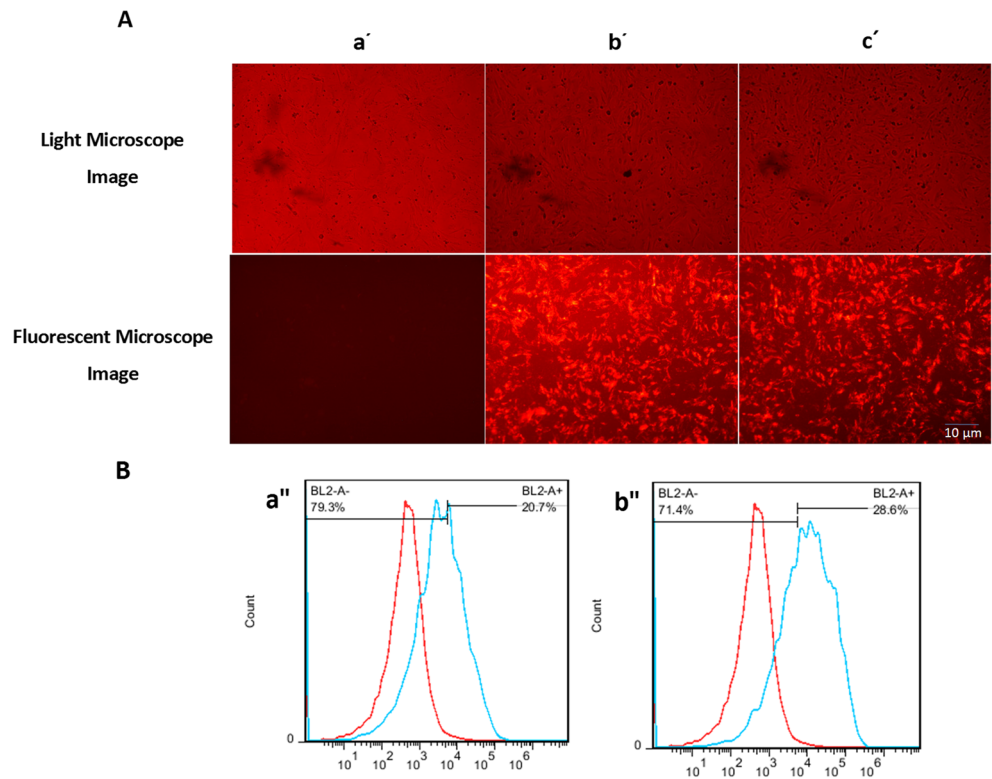 A
a´
b´
c´
Light Microscope
Image
Fluorescent Microscope
Image
10 µm
B
a"
BL2-A-
79.3%
BL2-A+
20.7%
Count
0
10¹ 10² 10³ 10⁴ 10⁵ 10⁶
b"
BL2-A-
71.4%
BL2-A+
28.6%
Count
0
10¹ 10² 10³ 10⁴ 10⁵ 10⁶